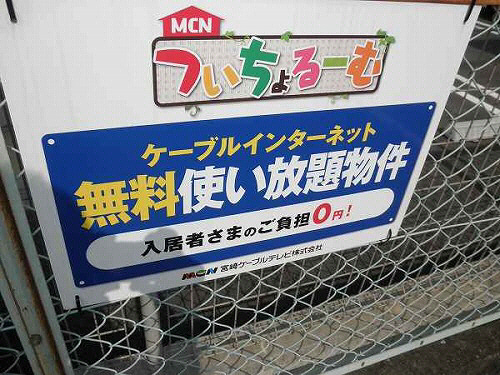 MCN
ついちょるーむ
ケーブルインターネット
無料使い放題物件
入居者さまのご負担0円!
MCN 宮崎ケーブルテレビ株式会社